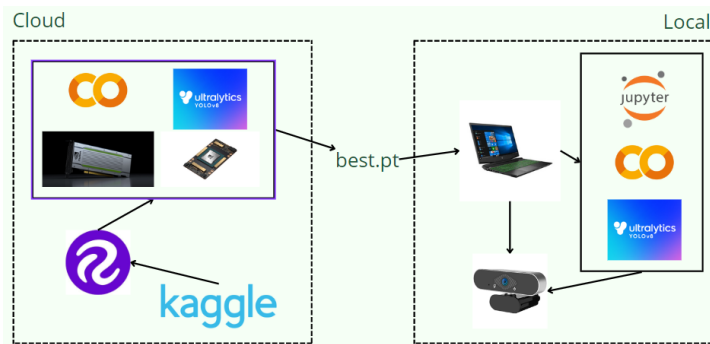 Cloud
Local
ultralytics
YOLOv8
best.pt
kaggle
jupyter
ultralytics
YOLOv8